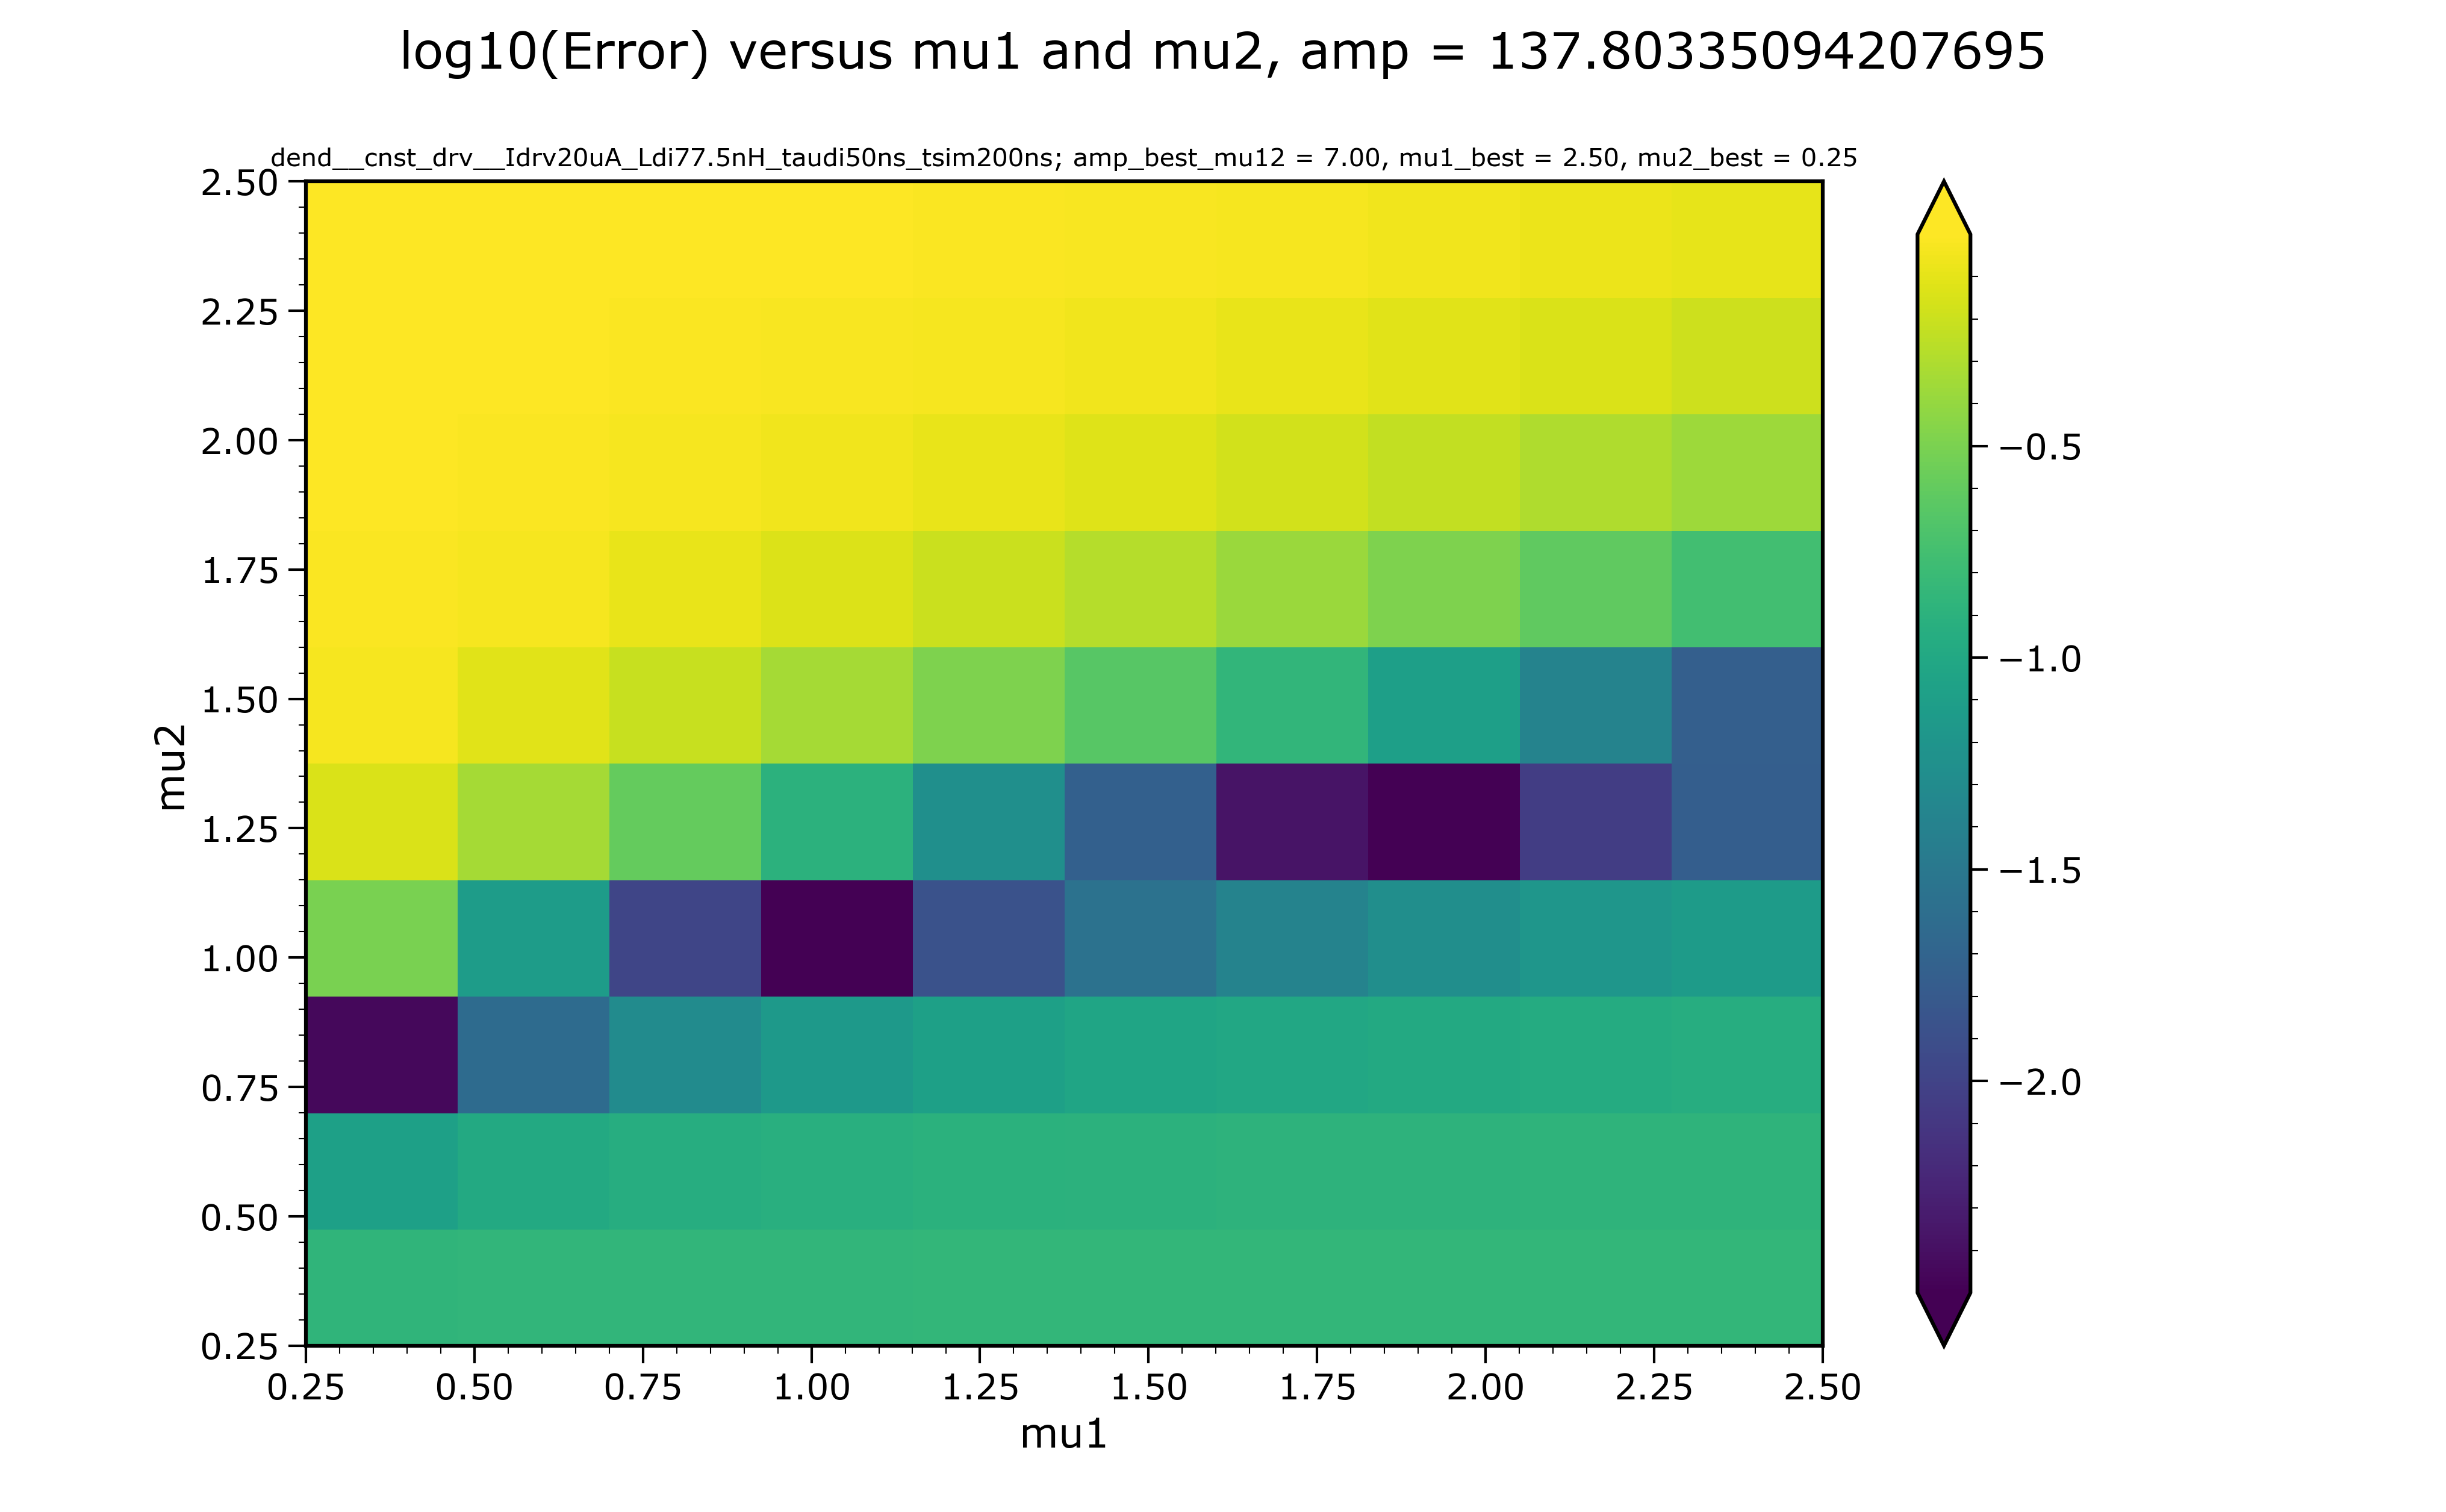 log10(Error) versus mu1 and mu2, amp = 137.80335094207695
dend__cnst_drv__Idrv20uA_Ldi77.5nH_taudi50ns_tsim200ns; amp_best_mu12 = 7.00, mu1_best = 2.50, mu2_best = 0.25
2.50
2.25
2.00
1.75
1.50
1.25
1.00
0.75
0.50
0.25
mu2
0.25 0.50 0.75 1.00 1.25 1.50 1.75 2.00 2.25 2.50
mu1
−0.5
−1.0
−1.5
−2.0